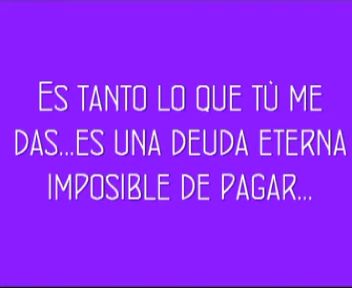 ES TANTO LO QUE TÙ ME
DAS...ES UNA DEUDA ETERNA
IMPOSIBLE DE PAGAR...